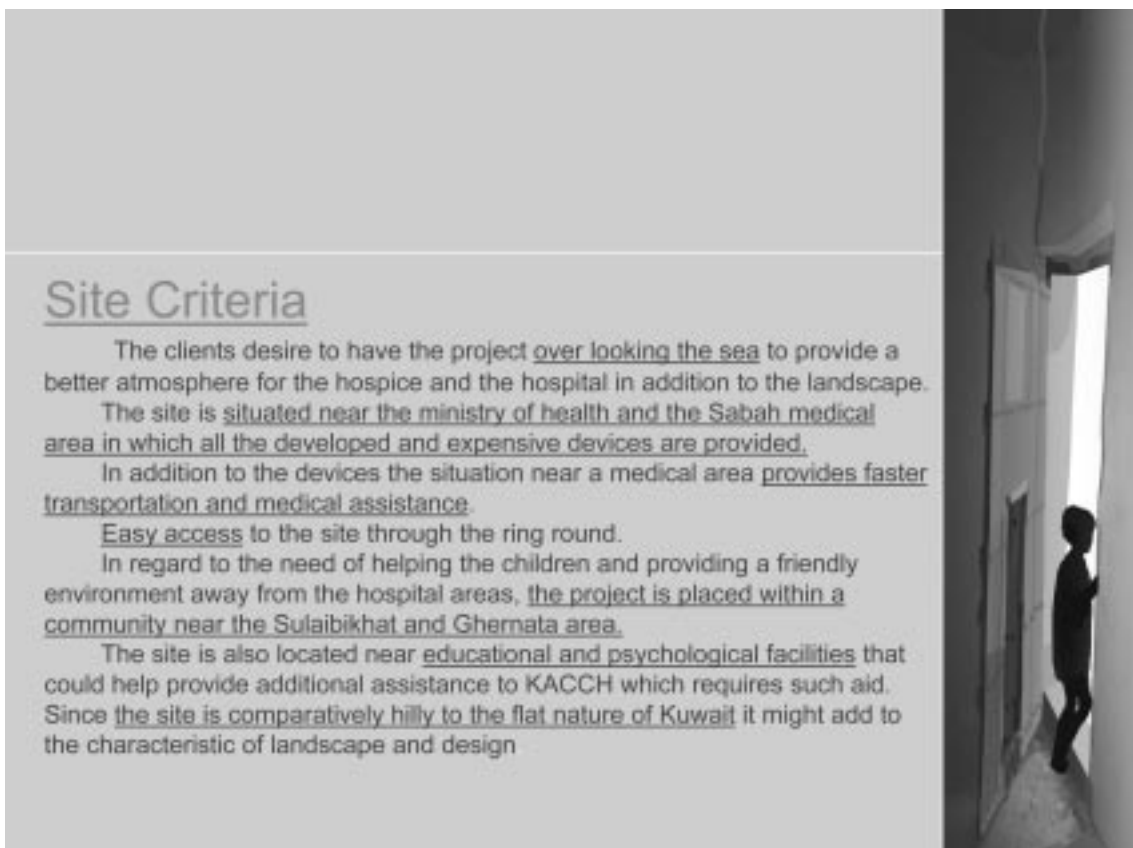 Site Criteria
The clients desire to have the project over looking the sea to provide a
better atmosphere for the hospice and the hospital in addition to the landscape.
The site is situated near the ministry of health and the Sabah medical
area in which all the developed and expensive devices are provided.
In addition to the devices the situation near a medical area provides faster
transportation and medical assistance.
Easy access to the site through the ring round.
In regard to the need of helping the children and providing a friendly
environment away from the hospital areas, the project is placed within a
community near the Sulaibikhat and Ghernata area.
The site is also located near educational and psychological facilities that
could help provide additional assistance to KACCH which requires such aid.
Since the site is comparatively hilly to the flat nature of Kuwait it might add to
the characteristic of landscape and design